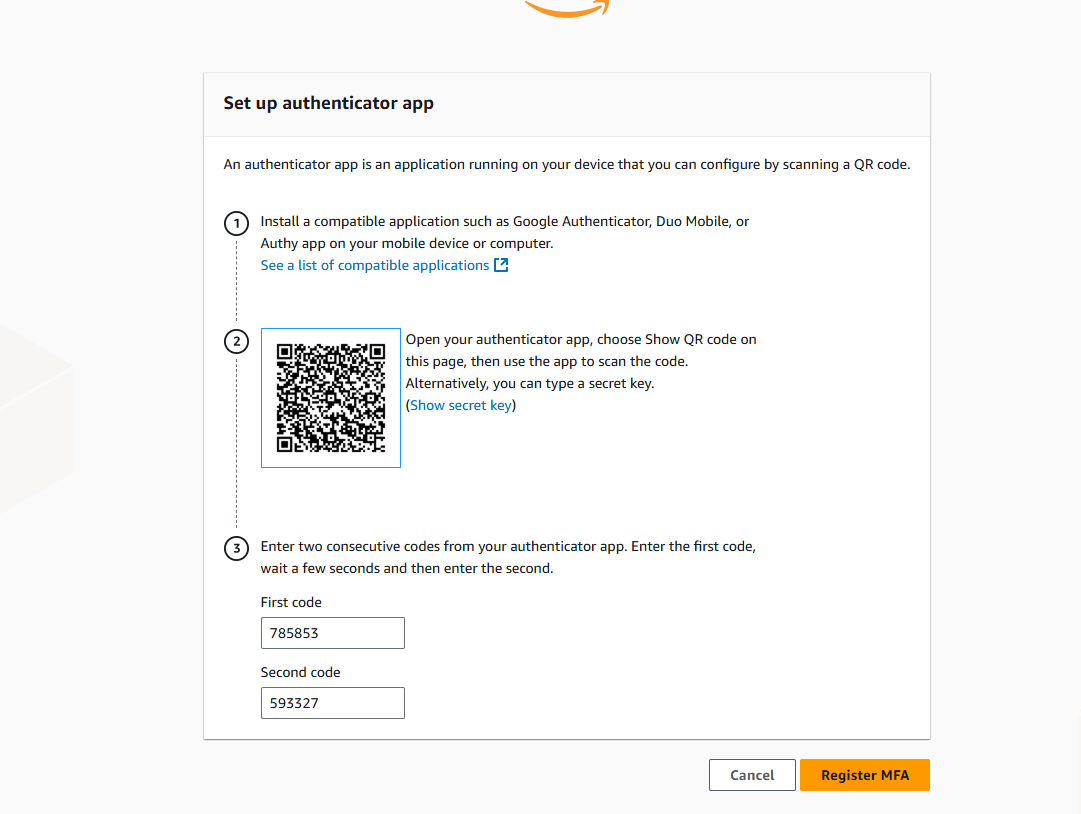 Set up authenticator app
An authenticator app is an application running on your device that you can configure by scanning a QR code.
1
Install a compatible application such as Google Authenticator, Duo Mobile, or
Authy app on your mobile device or computer.
See a list of compatible applications
2
Open your authenticator app, choose Show QR code on
this page, then use the app to scan the code.
Alternatively, you can type a secret key.
(Show secret key)
3
Enter two consecutive codes from your authenticator app. Enter the first code,
wait a few seconds and then enter the second.
First code
785853
Second code
593327
Cancel
Register MFA